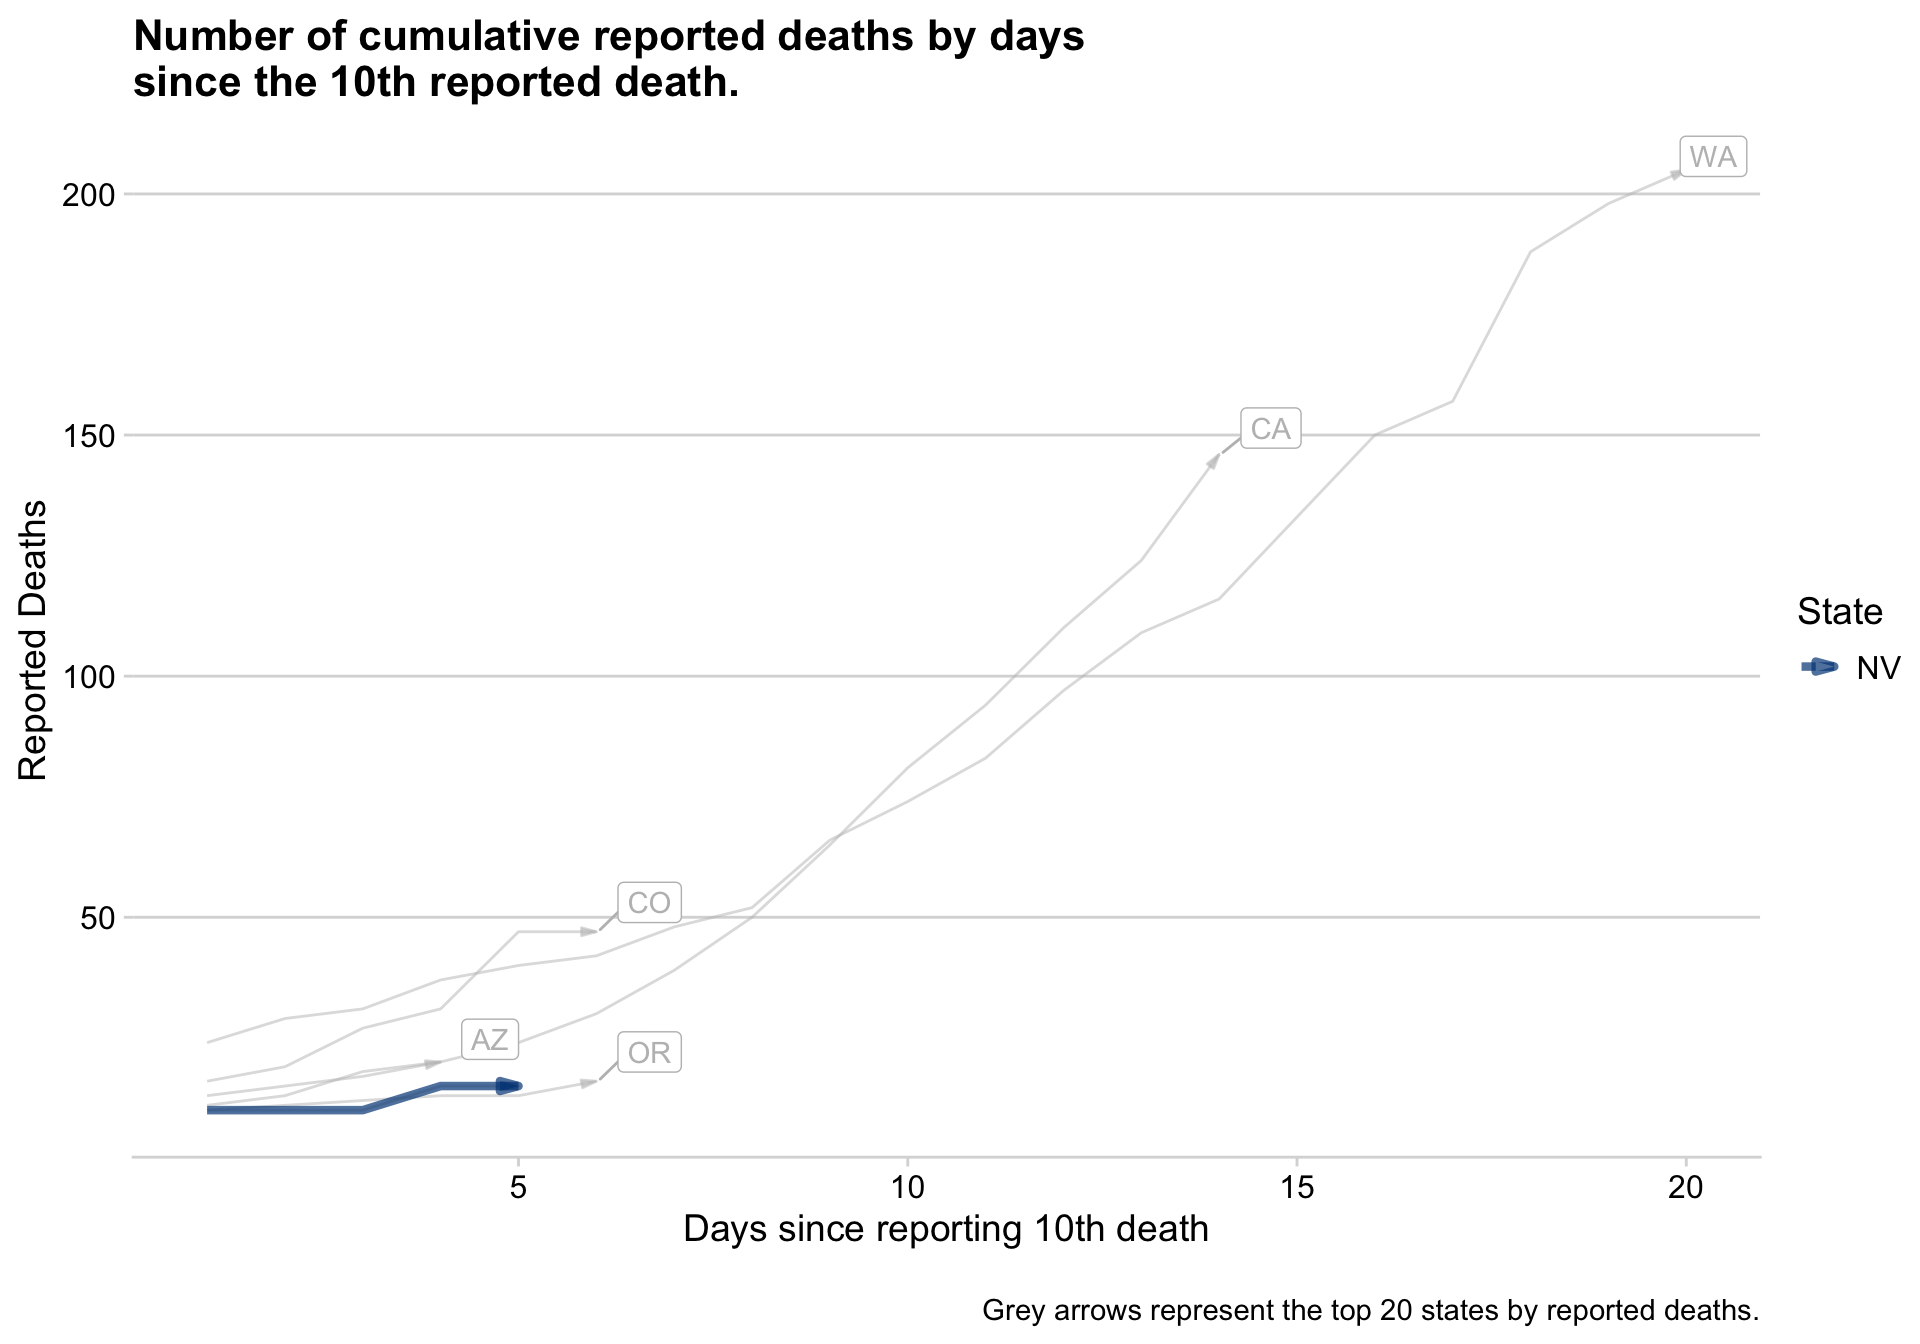 Number of cumulative reported deaths by days
since the 10th reported death.
WA
200
CA
150
Reported Deaths
State
NV
100
CO
50
AZ
OR
5
10
15
20
Days since reporting 10th death
Grey arrows represent the top 20 states by reported deaths.